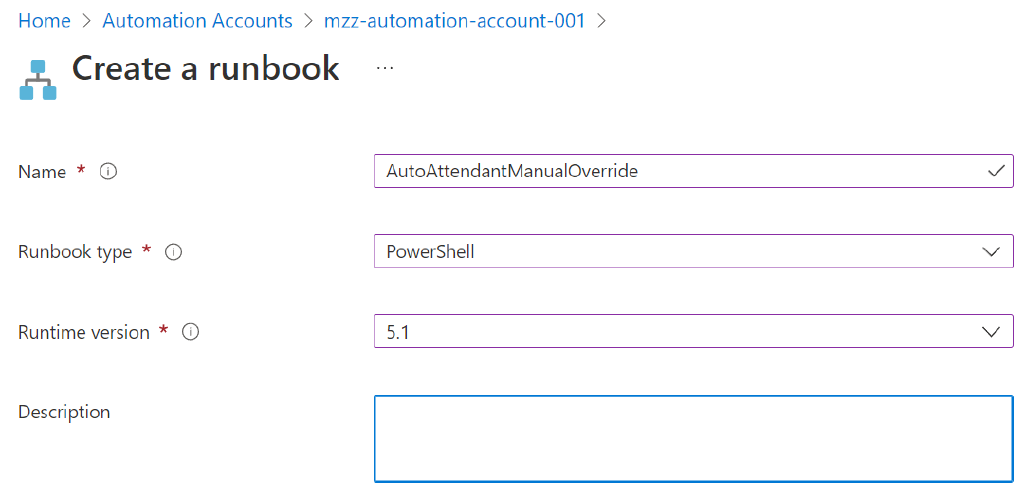 Home > Automation Accounts > mzz-automation-account-001 >
Create a runbook ...
Name * AutoAttendantManualOverride
Runbook type * PowerShell
Runtime version * 5.1
Description